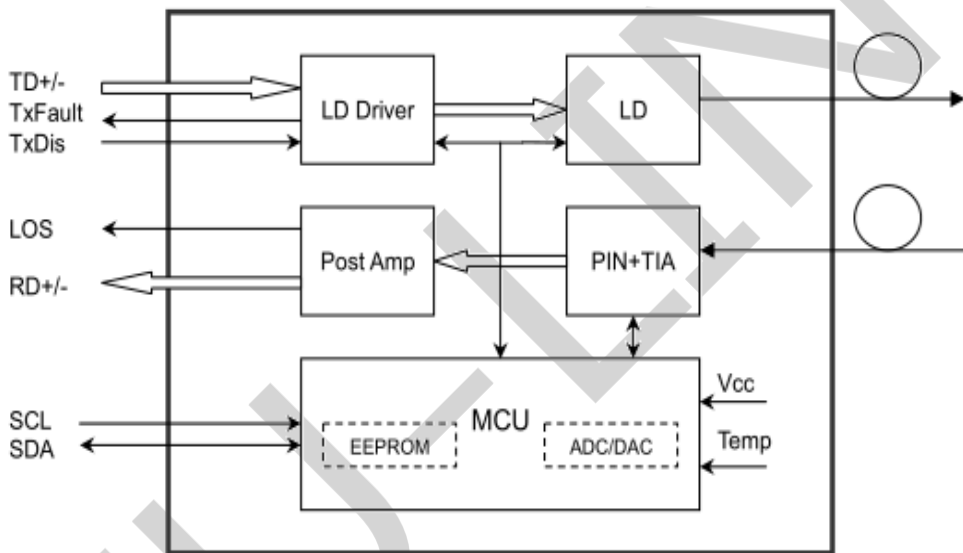 TD+/-
TxFault
TxDis
LD Driver
LD
LOS
RD+/-
Post Amp
PIN+TIA
SCL
SDA
MCU
EEPROM
ADC/DAC
Vcc
Temp